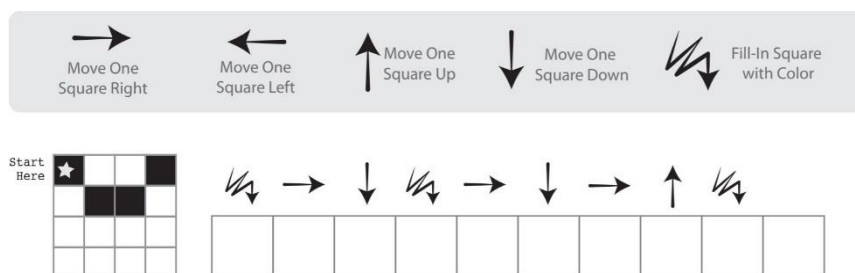 Move One
Square Right
Move One
Square Left
Move One
Square Up
Move One
Square Down
Fill-In Square
with Color
Start
Here